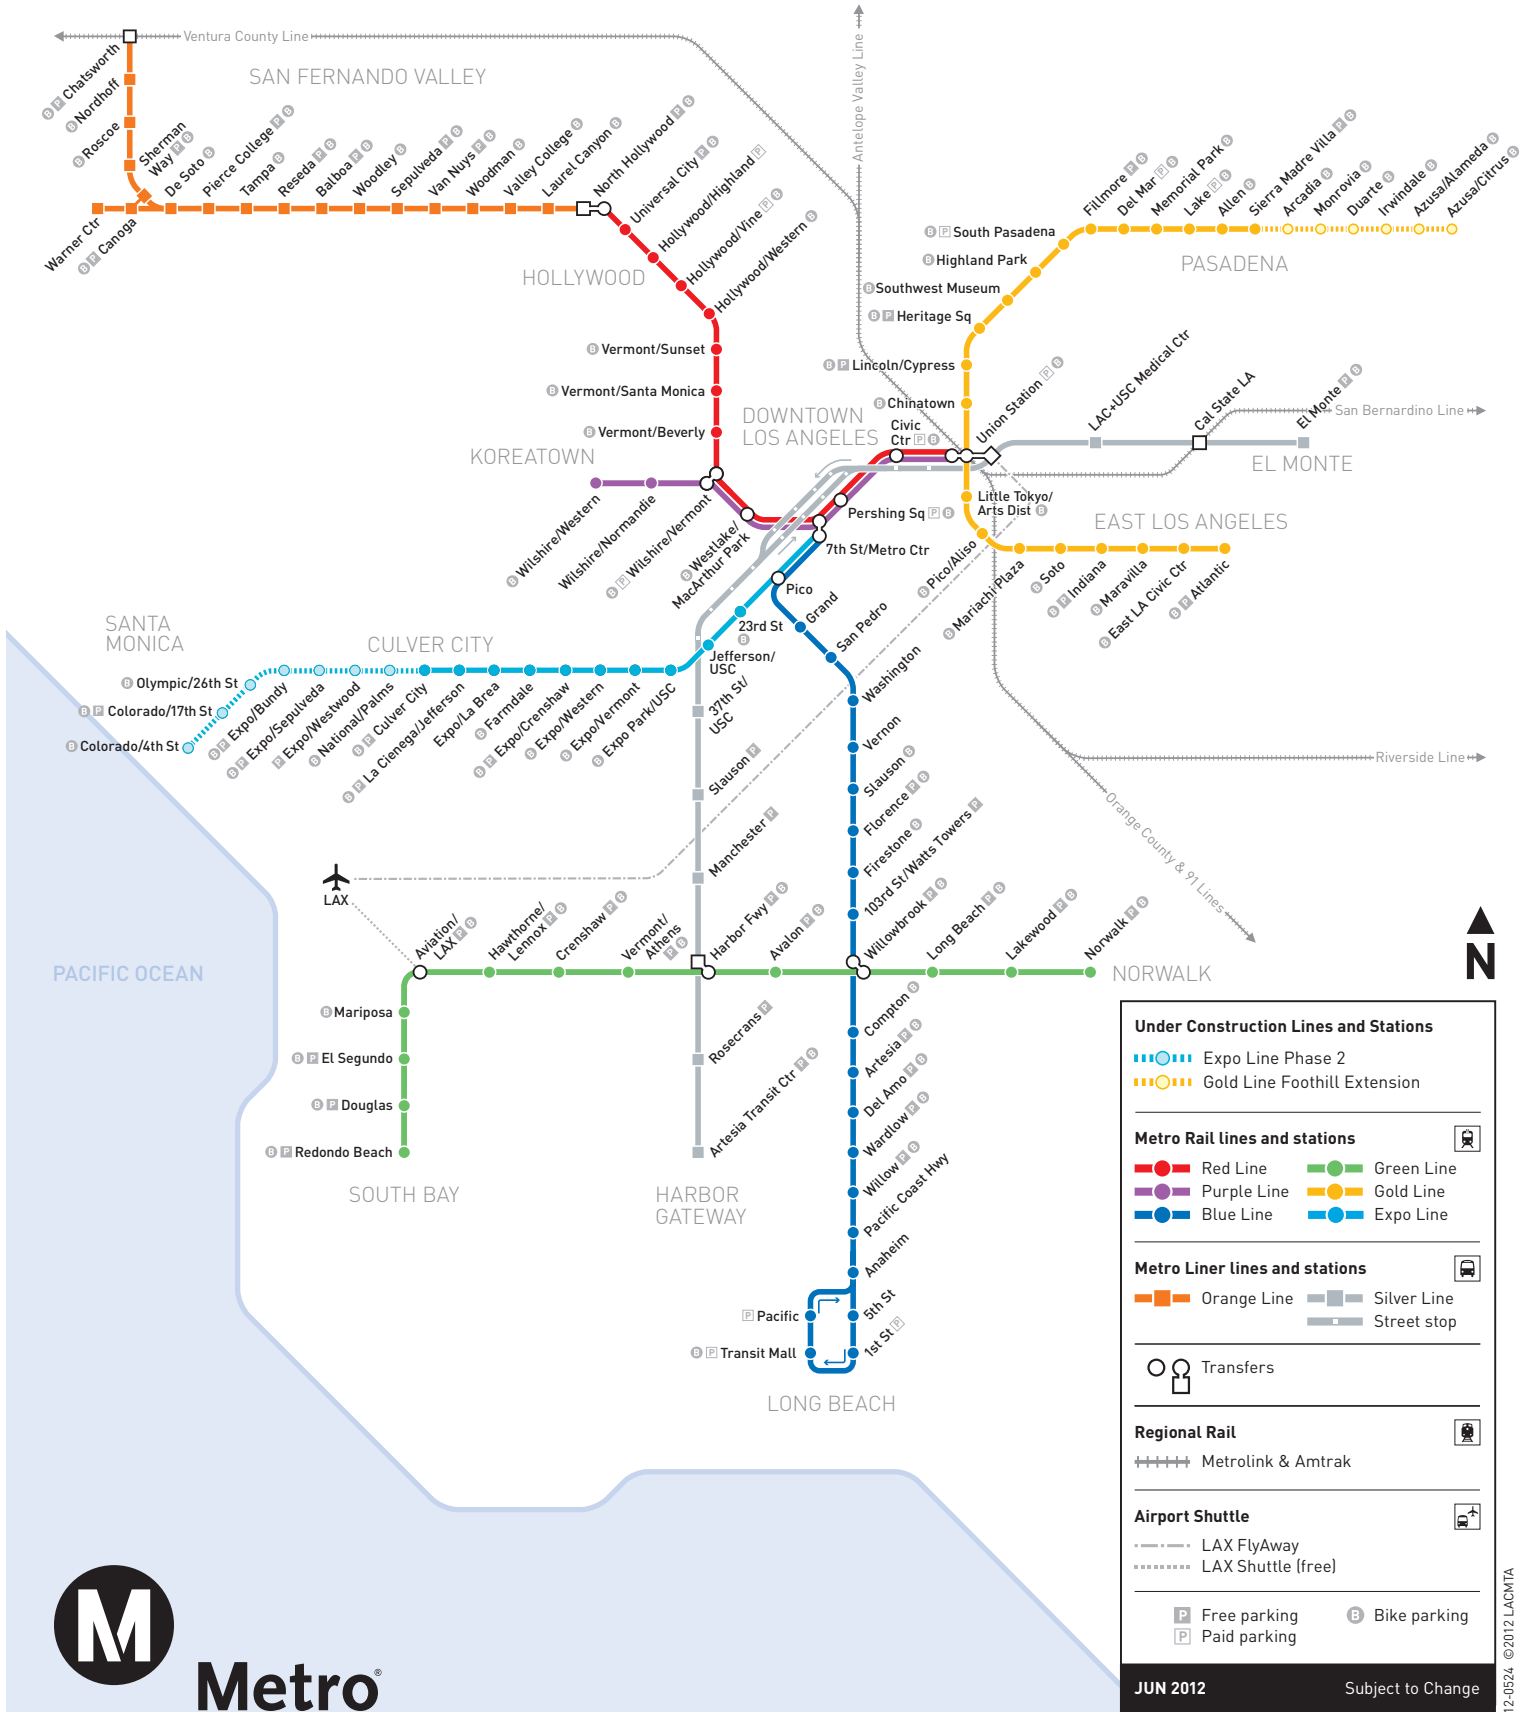 Ventura County Line
Antelope Valley Line
SAN FERNANDO VALLEY
B P Chatsworth
B Nordhoff
B Roscoe
Sherman
Way P B
De Soto B
Pierce College P B
Tampa B
Reseda P B
Balboa P B
Woodley B
Sepulveda P B
Van Nuys P B
Woodman B
Valley College B
Laurel Canyon B
North Hollywood P B
Warner Ctr
B P Canoga
Universal City P B
Hollywood/Highland P
Hollywood/Vine P B
Hollywood/Western B
HOLLYWOOD
Fillmore P B
Del Mar P B
Memorial Park B
Lake P B
Allen B
Sierra Madre Villa P B
Arcadia B
Monrovia B
Duarte B
Irwindale B
Azusa/Alameda B
Azusa/Citrus B
B P South Pasadena
B Highland Park
B Southwest Museum
B P Heritage Sq
B P Lincoln/Cypress
B Chinatown
PASADENA
B Vermont/Sunset
B Vermont/Santa Monica
B Vermont/Beverly
DOWNTOWN
LOS ANGELES
Civic
Ctr P B
Union Station P B
LAC+USC Medical Ctr
Cal State LA
El Monte P B
San Bernardino Line
EL MONTE
KOREATOWN
B Wilshire/Western
Wilshire/Normandie
B P Wilshire/Vermont
B Westlake/
MacArthur Park
Pershing Sq P B
7th St/Metro Ctr
Little Tokyo/
Arts Dist B
EAST LOS ANGELES
B Pico/Aliso
B Mariachi Plaza
B Soto
B P Indiana
B Maravilla
B East LA Civic Ctr
B P Atlantic
Pico
Grand
San Pedro
Washington
Vernon
Slauson B
Florence P B
Firestone B
103rd St/Watts Towers P
Willowbrook P B
23rd St
B
Jefferson/
USC
37th St/
USC
Slauson P
Manchester P
Harbor Fwy P B
SANTA
MONICA
CULVER CITY
B Olympic/26th St
B P Colorado/17th St
B Colorado/4th St
B P Expo/Bundy
B P Expo/Sepulveda
P Expo/Westwood
B National/Palms
B P Culver City
B P La Cienega/Jefferson
Expo/La Brea
B Farmdale
B P Expo/Crenshaw
B Expo/Western
B Expo/Vermont
B Expo Park/USC
Riverside Line
Orange County & 91 Lines
LAX
Aviation/
LAX P B
Hawthorne/
Lennox P B
Crenshaw P B
Vermont/
Athens
P B
Avalon P B
Long Beach P B
Lakewood P B
Norwalk P B
NORWALK
PACIFIC OCEAN
B Mariposa
B P El Segundo
B P Douglas
B P Redondo Beach
SOUTH BAY
Rosecrans P
Artesia Transit Ctr P B
HARBOR
GATEWAY
Compton B
Artesia P B
Del Amo P B
Wardlow P B
Willow P B
Pacific Coast Hwy
Anaheim
5th St
1st St P
P Pacific
B P Transit Mall
LONG BEACH
N
Under Construction Lines and Stations
Expo Line Phase 2
Gold Line Foothill Extension
Metro Rail lines and stations
Red Line
Green Line
Purple Line
Gold Line
Blue Line
Expo Line
Metro Liner lines and stations
Orange Line
Silver Line
Street stop
Transfers
Regional Rail
Metrolink & Amtrak
Airport Shuttle
LAX FlyAway
LAX Shuttle (free)
P Free parking
B Bike parking
P Paid parking
JUN 2012
Subject to Change
12-0524 ©2012 LACMTA
M
Metro®